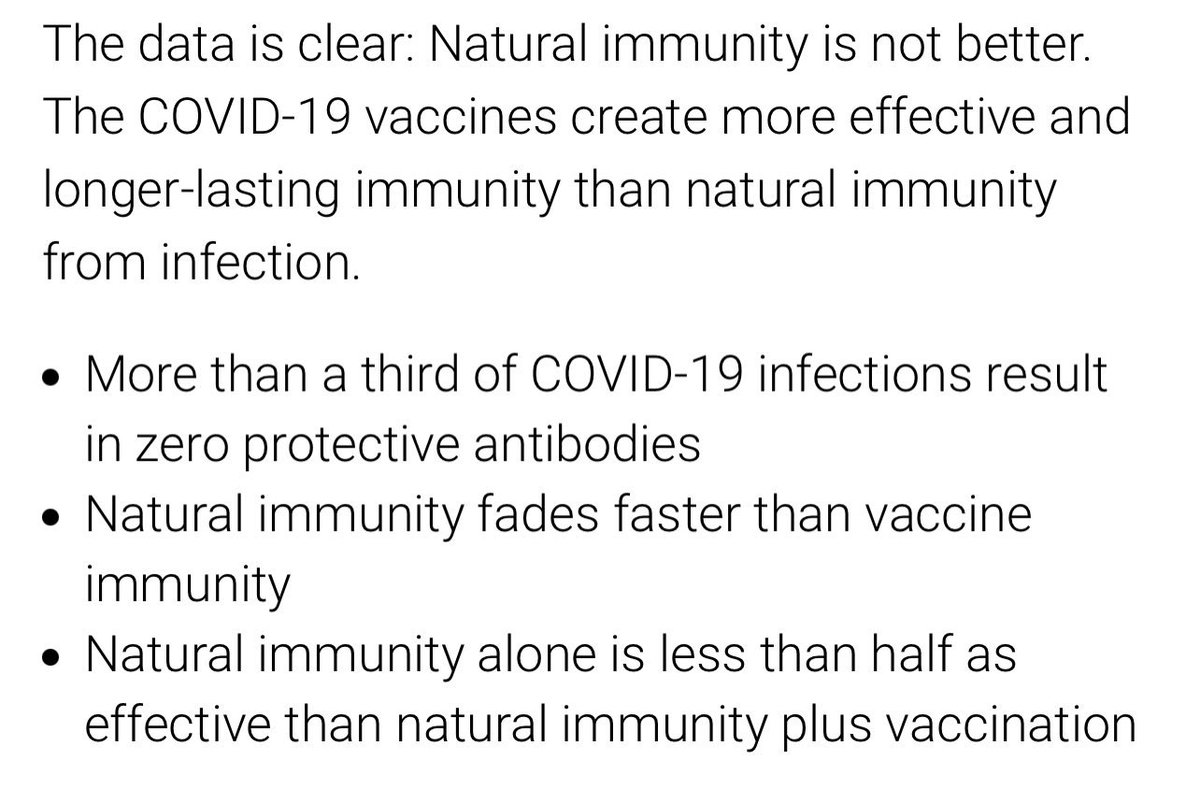 The data is clear: Natural immunity is not better.
The COVID-19 vaccines create more effective and
longer-lasting immunity than natural immunity
from infection.
• More than a third of COVID-19 infections result
in zero protective antibodies
• Natural immunity fades faster than vaccine
immunity
• Natural immunity alone is less than half as
effective than natural immunity plus vaccination